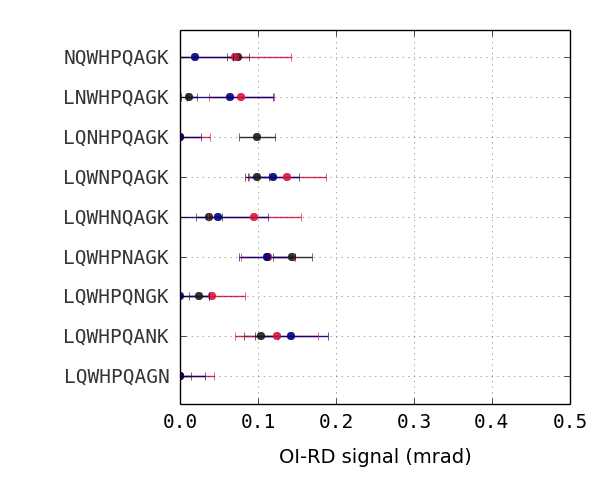 NQWHPQAGK
LNWHPQAGK
LQNHPQAGK
LQWNPQAGK
LQWHNQAGK
LQWHPNAGK
LQWHPQNGK
LQWHPQANK
LQWHPQAGN
0.0 0.1 0.2 0.3 0.4 0.5
OI-RD signal (mrad)